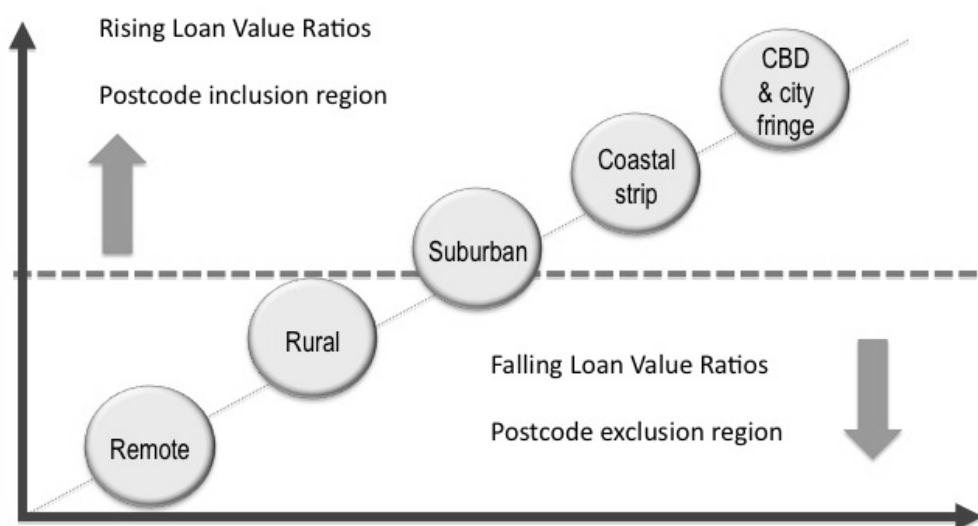 Rising Loan Value Ratios
Postcode inclusion region
CBD
& city
fringe
Coastal
strip
Suburban
Rural
Remote
Falling Loan Value Ratios
Postcode exclusion region